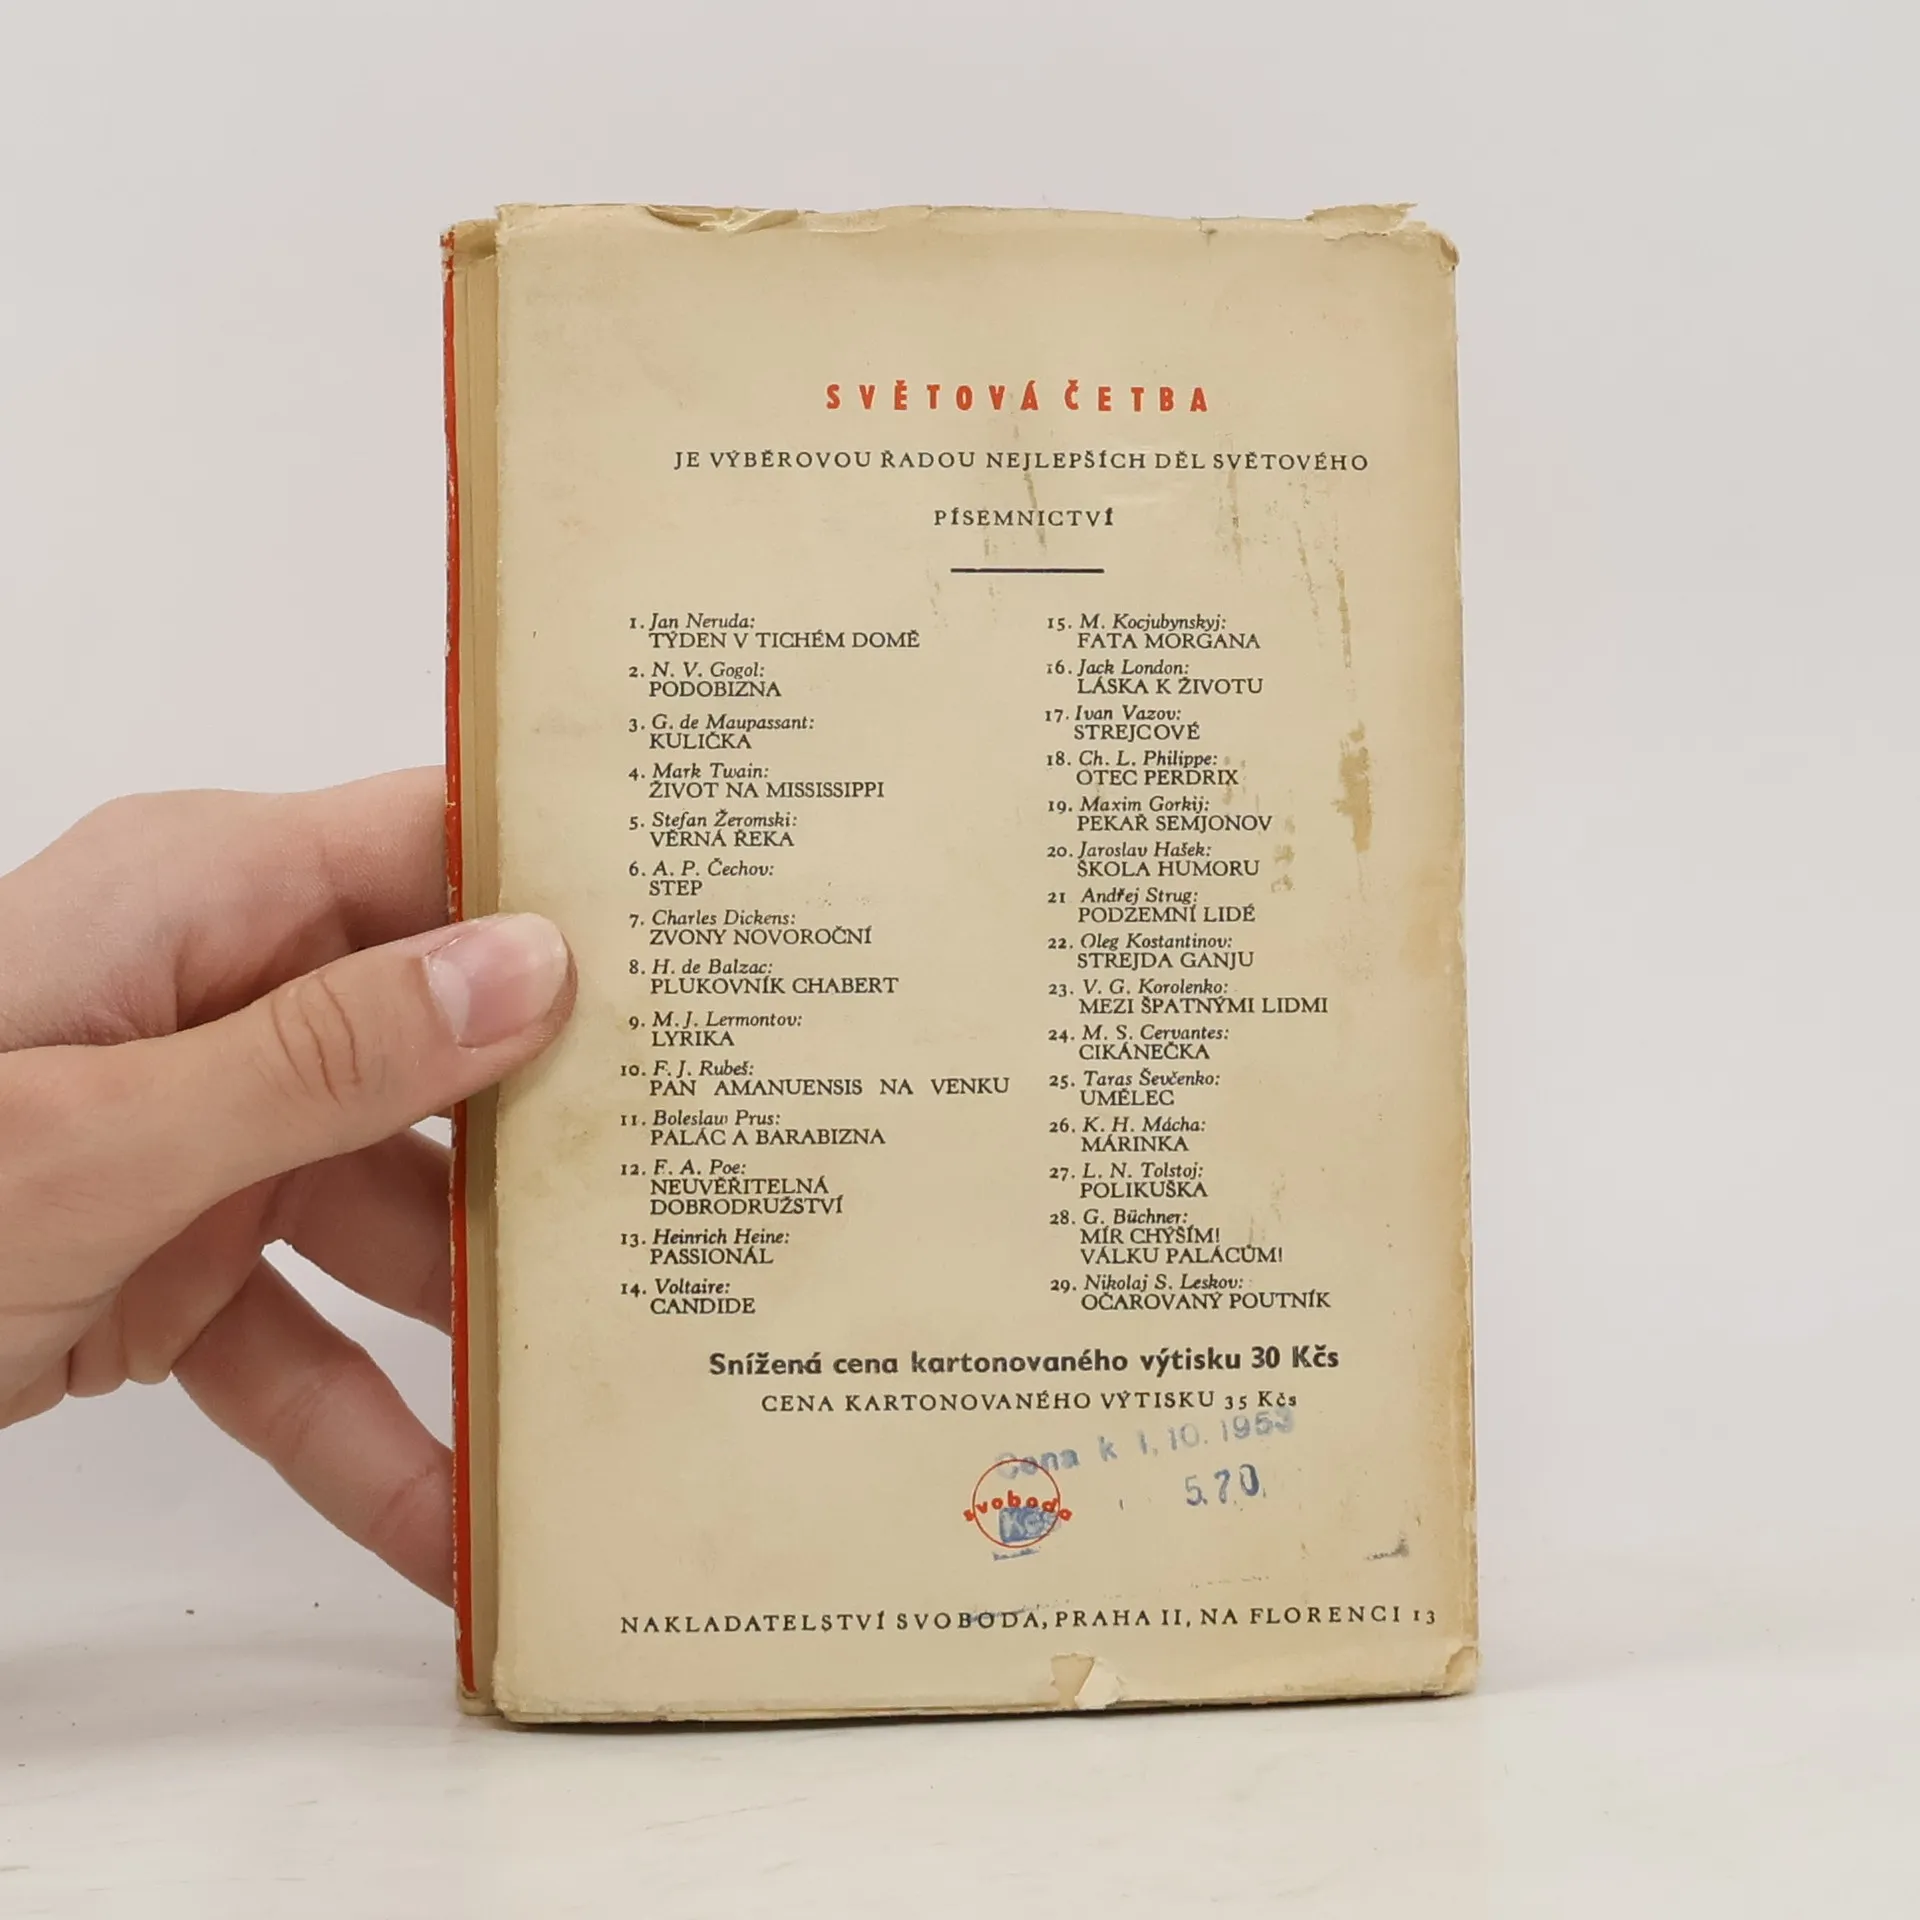 SVĚTOVÁ ČETBA
JE VÝBĚROVOU ŘADOU NEJLEPŠÍCH DĚL SVĚTOVÉHO
PÍSEMNICTVÍ
1. Jan Neruda:
TÝDEN V TICHÉM DOMĚ
2. N. V. Gogol:
PODOBIZNA
3. G. de Maupassant:
KULIČKA
4. Mark Twain:
ŽIVOT NA MISSISSIPPI
5. Stefan Žeromski:
VĚRNÁ ŘEKA
6. A. P. Čechov:
STEP
7. Charles Dickens:
ZVONY NOVOROČNÍ
8. H. de Balzac:
PLUKOVNÍK CHABERT
9. M. J. Lermontov:
LYRIKA
10. F. J. Rubeš:
PAN AMANUENSIS NA VENKU
11. Boleslaw Prus:
PALÁC A BARABIZNA
12. E. A. Poe:
NEUVĚŘITELNÁ
DOBRODRUŽSTVÍ
13. Heinrich Heine:
PASSIONÁL
14. Voltaire:
CANDIDE
15. M. Kocjubynskyj:
FATA MORGANA
16. Jack London:
LÁSKA K ŽIVOTU
17. Ivan Vazov:
STREJCOVÉ
18. Ch. L. Philippe:
OTEC PERDRIX
19. Maxim Gorkij:
PEKAŘ SEMJONOV
20. Jaroslav Hašek:
ŠKOLA HUMORU
21 Andřej Strug:
PODZEMNÍ LIDÉ
22. Oleg Kostantinov:
STREJDA GANJU
23. V. G. Korolenko:
MEZI ŠPATNÝMI LIDMI
24. M. S. Cervantes:
CIKÁNEČKA
25. Taras Ševčenko:
UMĚLEC
26. K. H. Mácha:
MÁRINKA
27. L. N. Tolstoj:
POLIKUŠKA
28. G. Büchner:
MÍR CHÝŠÍM!
VÁLKU PALÁCŮM!
29. Nikolaj S. Leskov:
OČAROVANÝ POUTNÍK
Snížená cena kartonovaného výtisku 30 Kčs
CENA KARTONOVANÉHO VÝTISKU 35 Kčs
Cena k 1.10.1953
5.70
svoboda
Kčs
NAKLADATELSTVÍ SVOBODA, PRAHA II, NA FLORENCI 13